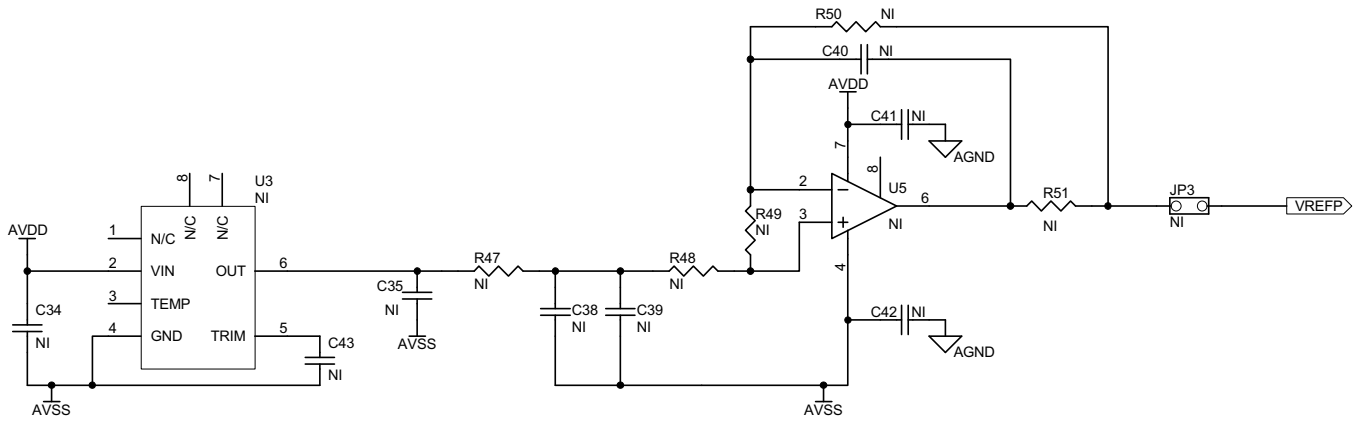 R50 NI
C40 NI
AVDD
C41 NI
AGND
7
8
2
3
U5
NI
6
4
R49
NI
R51
NI
JP3
NI
VREFP
8
7
U3
NI
N/C
N/C
AVDD
1 N/C
2 VIN
OUT 6
3 TEMP
4 GND
TRIM 5
C34
NI
C43
NI
AVSS
C35
NI
AVSS
R47
NI
R48
NI
C38
NI
C39
NI
C42 NI
AGND
AVSS